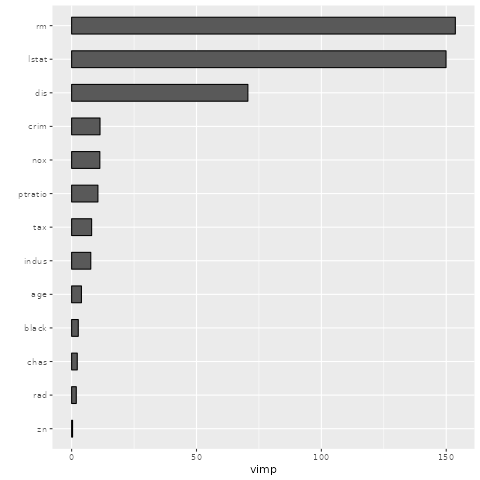 rm
lstat
dis
crim
nox
ptratio
tax
indus
age
black
chas
rad
zn
0 50 100 150
vimp